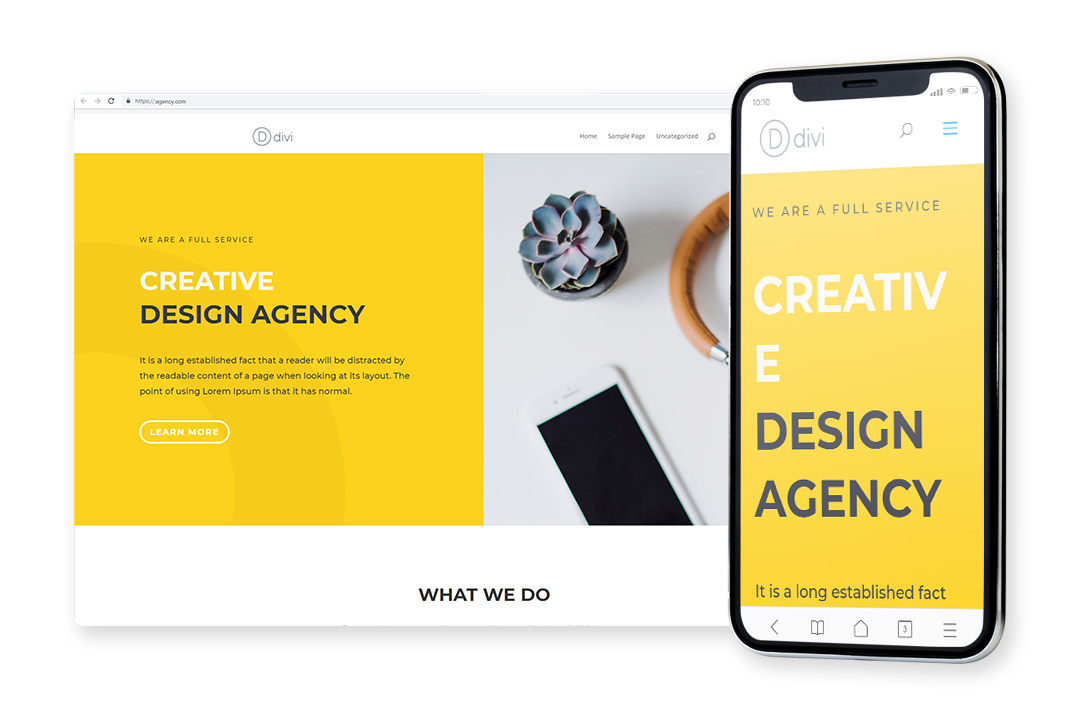 https://agency.com
D divi
Home Sample Page Uncategorized
WE ARE A FULL SERVICE
CREATIVE
DESIGN AGENCY
It is a long established fact that a reader will be distracted by
the readable content of a page when looking at its layout. The
point of using Lorem Ipsum is that it has normal.
LEARN MORE
WHAT WE DO
10:10
D divi
WE ARE A FULL SERVICE
CREATIV
E
DESIGN
AGENCY
It is a long established fact
3